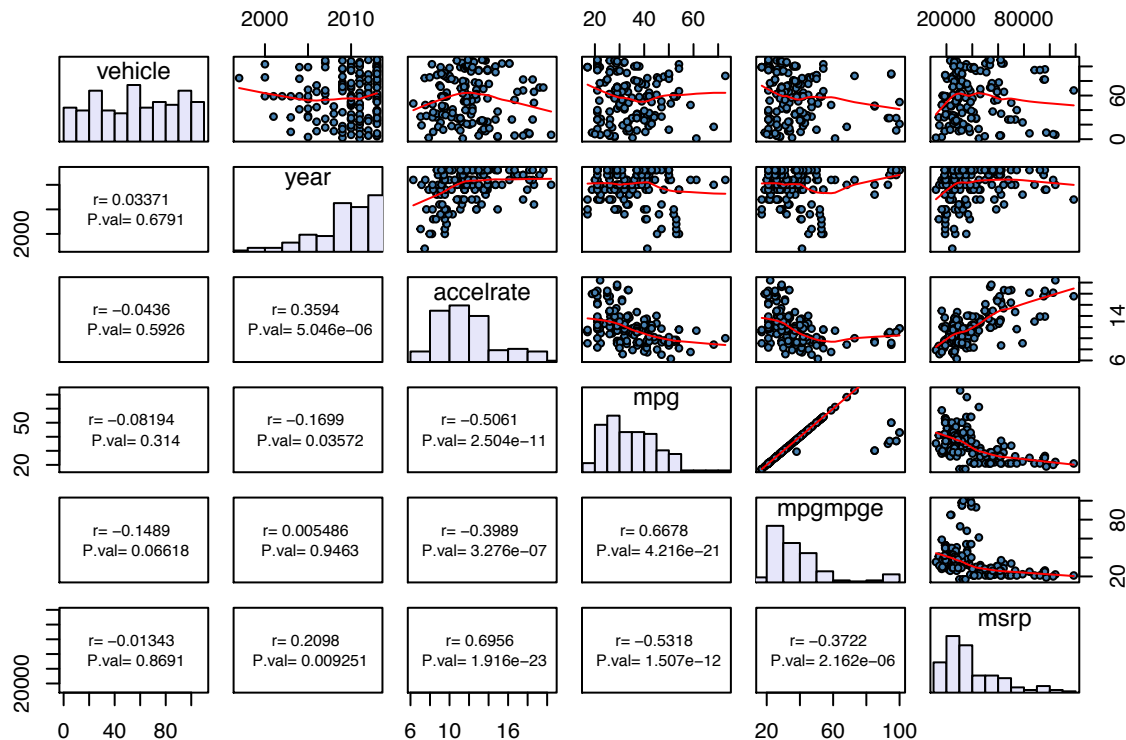 2000 2010 20 40 60 20000 80000
vehicle
0 60
year
2000
r= 0.03371
P.val= 0.6791
accelrate
r= −0.0436
P.val= 0.5926
r= 0.3594
P.val= 5.046e−06
6 14
mpg
20 50
r= −0.08194
P.val= 0.314
r= −0.1699
P.val= 0.03572
r= −0.5061
P.val= 2.504e−11
mpgmpge
r= −0.1489
P.val= 0.06618
r= 0.005486
P.val= 0.9463
r= −0.3989
P.val= 3.276e−07
r= 0.6678
P.val= 4.216e−21
20 80
msrp
20000
r= −0.01343
P.val= 0.8691
r= 0.2098
P.val= 0.009251
r= 0.6956
P.val= 1.916e−23
r= −0.5318
P.val= 1.507e−12
r= −0.3722
P.val= 2.162e−06
0 40 80 6 10 16 20 60 100